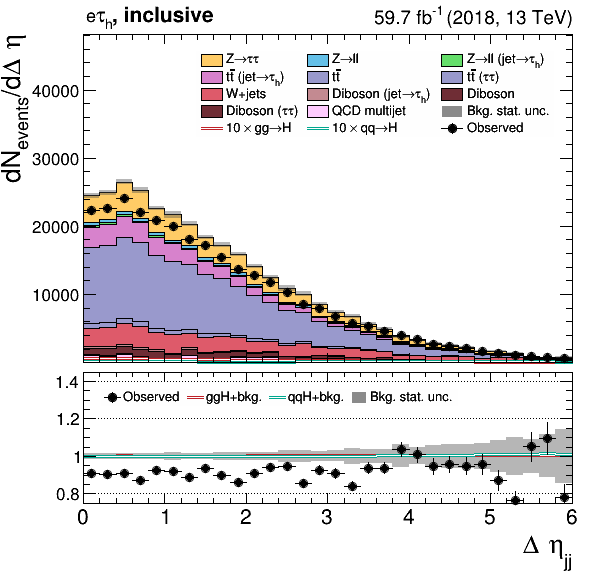 eτₕ, inclusive 59.7 fb⁻¹ (2018, 13 TeV)
dN_events/dΔ η
Z→ττ Z→ll Z→ll (jet→τₕ)
tt̄ (jet→τₕ) tt̄ tt̄ (ττ)
W+jets Diboson (jet→τₕ) Diboson
Diboson (ττ) QCD multijet Bkg. stat. unc.
10 × gg→H 10 × qq→H Observed
40000
30000
20000
10000
Observed ggH+bkg. qqH+bkg. Bkg. stat. unc.
1.4
1.2
1
0.8
0 1 2 3 4 5 6
Δ η_jj